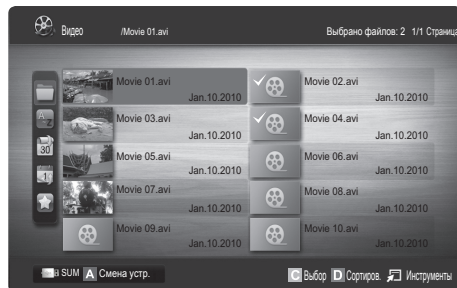 Видео /Movie 01.avi Выбрано файлов: 2 1/1 Страница
Movie 01.avi Jan.10.2010 Movie 02.avi Jan.10.2010
Movie 03.avi Jan.10.2010 Movie 04.avi Jan.10.2010
Movie 05.avi Jan.10.2010 Movie 06.avi Jan.10.2010
Movie 07.avi Jan.10.2010 Movie 08.avi Jan.10.2010
Movie 09.avi Jan.10.2010 Movie 10.avi Jan.10.2010
SUM A Смена устр. C Выбор D Сортиров. Инструменты